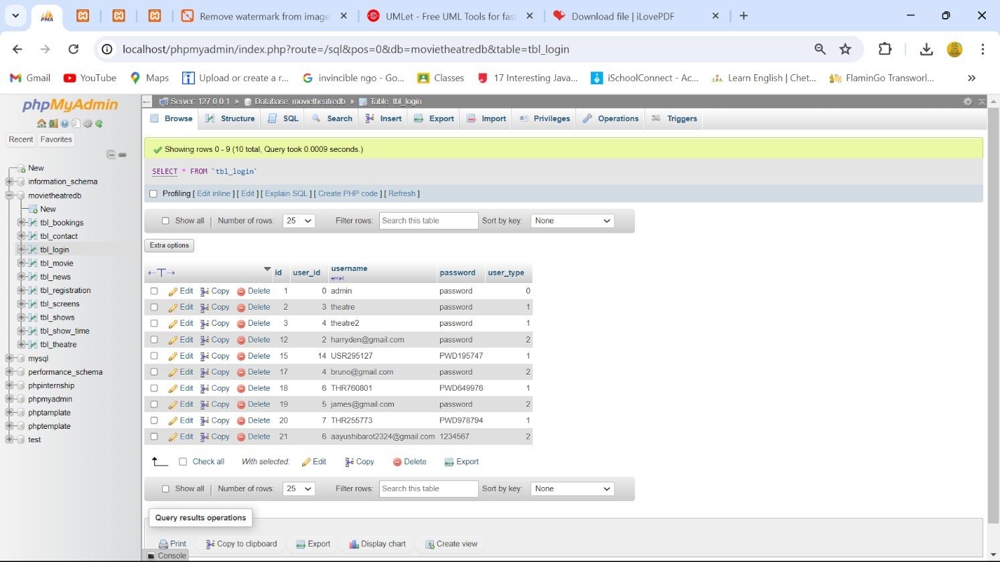 Remove watermark from image
UMLet - Free UML Tools for fast
Download file | iLovePDF
localhost/phpmyadmin/index.php?route=/sql&pos=0&db=movietheatredb&table=tbl_login
Gmail YouTube Maps Upload or create a r... invincible ngo - Go... Classes 17 Interesting Java... iSchoolConnect - Ac... Learn English | Chet... FlaminGo Transworl... »
phpMyAdmin
Recent Favorites
New
information_schema
movietheatredb
New
tbl_bookings
tbl_contact
tbl_login
tbl_movie
tbl_news
tbl_registration
tbl_screens
tbl_shows
tbl_show_time
tbl_theatre
mysql
performance_schema
phpinternship
phpmyadmin
phptamplate
phptemplate
test
Server: 127.0.0.1 » Database: movietheatredb » Table: tbl_login
Browse Structure SQL Search Insert Export Import Privileges Operations Triggers
Showing rows 0 - 9 (10 total, Query took 0.0009 seconds.)
SELECT * FROM `tbl_login`
Profiling [ Edit inline ] [ Edit ] [ Explain SQL ] [ Create PHP code ] [ Refresh ]
Show all | Number of rows: 25 Filter rows: Search this table Sort by key: None
Extra options
id user_id username password user_type
email
Edit Copy Delete 1 0 admin password 0
Edit Copy Delete 2 3 theatre password 1
Edit Copy Delete 3 4 theatre2 password 1
Edit Copy Delete 12 2 harryden@gmail.com password 2
Edit Copy Delete 15 14 USR295127 PWD195747 1
Edit Copy Delete 17 4 bruno@gmail.com password 2
Edit Copy Delete 18 6 THR760801 PWD649976 1
Edit Copy Delete 19 5 james@gmail.com password 2
Edit Copy Delete 20 7 THR255773 PWD978794 1
Edit Copy Delete 21 6 aayushibarot2324@gmail.com 1234567 2
Check all With selected: Edit Copy Delete Export
Show all | Number of rows: 25 Filter rows: Search this table Sort by key: None
Query results operations
Print Copy to clipboard Export Display chart Create view
Console